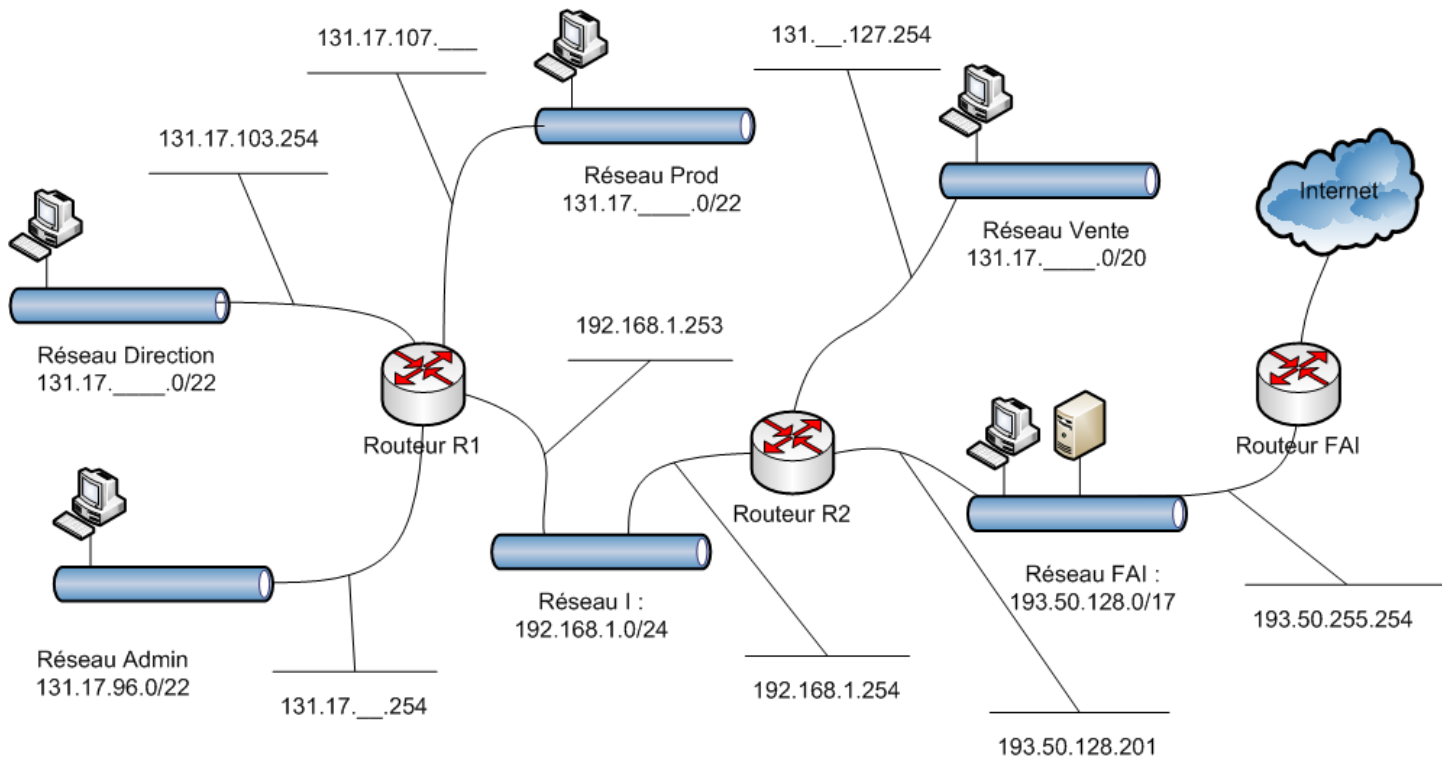 131.17.107.___
131.__.127.254
131.17.103.254
Réseau Prod
131.17.____.0/22
Internet
Réseau Vente
131.17.____.0/20
192.168.1.253
Réseau Direction
131.17._____.0/22
Routeur R1
Routeur FAI
Routeur R2
Réseau I :
192.168.1.0/24
Réseau FAI :
193.50.128.0/17
193.50.255.254
Réseau Admin
131.17.96.0/22
131.17.__.254
192.168.1.254
193.50.128.201